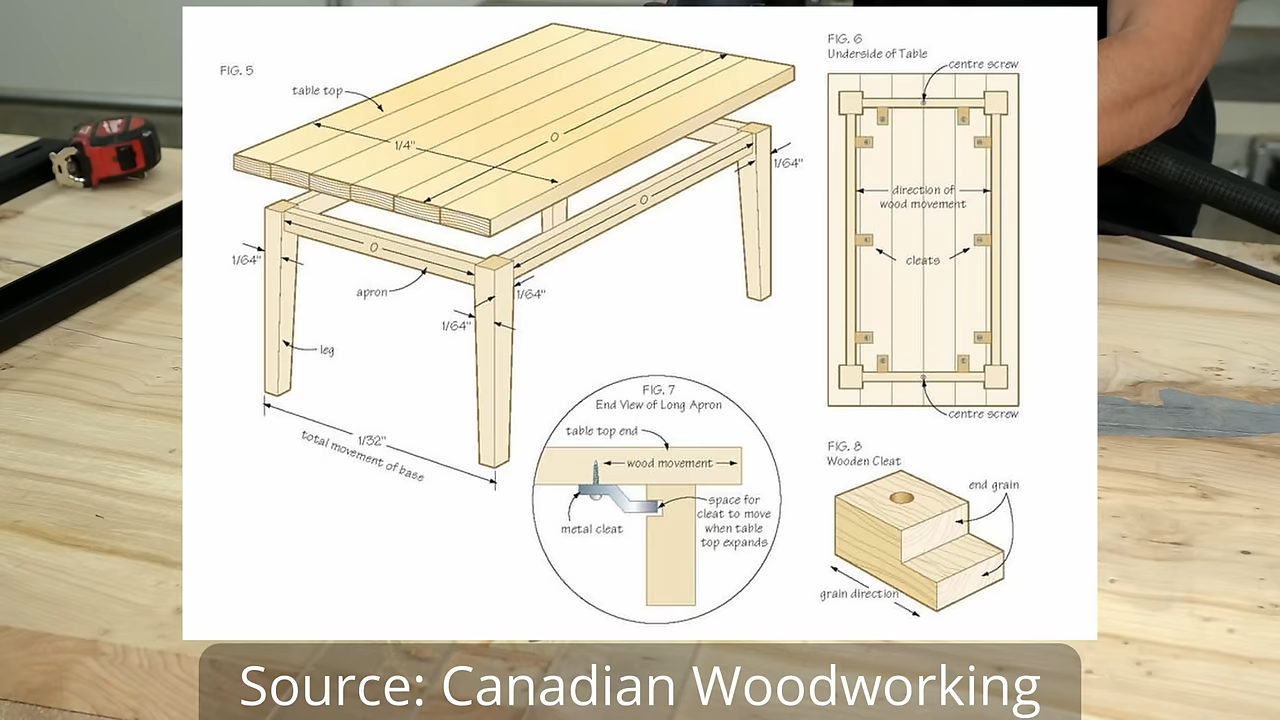 FIG. 5
table top
1/4"
0
0
0
1/64"
1/64"
1/64"
1/64"
apron
leg
1/32"
total movement of base
FIG. 6
Underside of Table
centre screw
direction of
wood movement
cleats
centre screw
FIG. 7
End View of Long Apron
table top end
wood movement
metal cleat
space for
cleat to move
when table
top expands
FIG. 8
Wooden Cleat
end grain
grain direction
Source: Canadian Woodworking